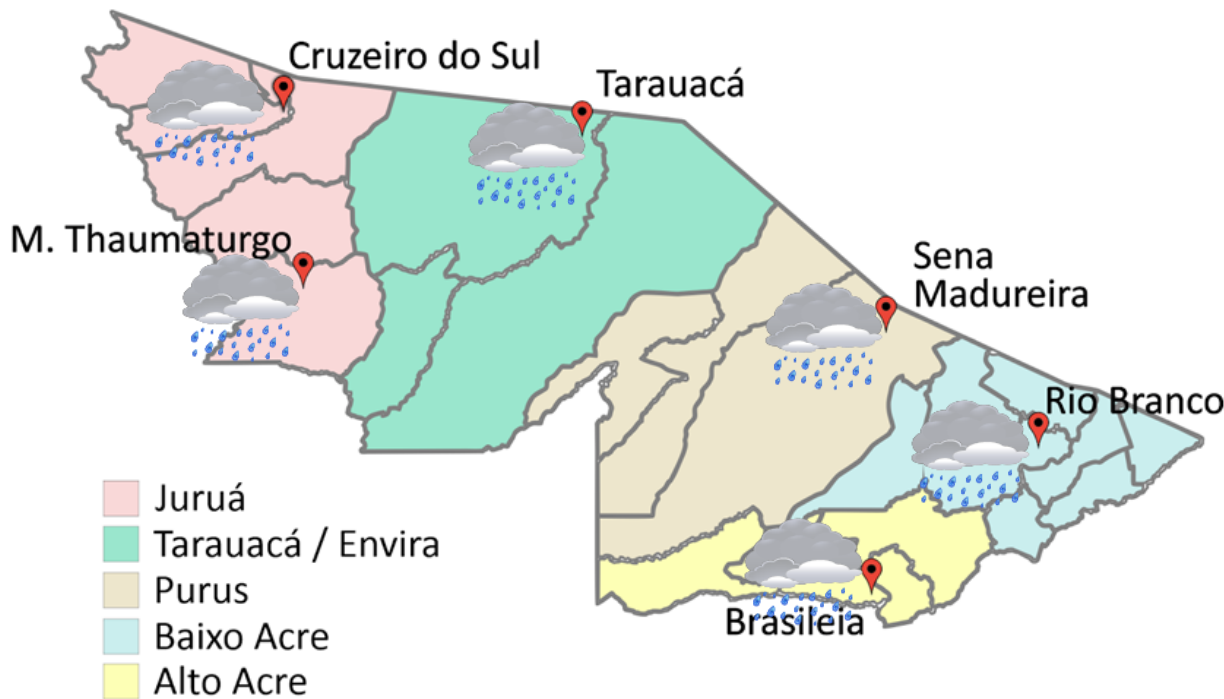 Cruzeiro do Sul
Tarauacá
M. Thaumaturgo
Sena
Madureira
Rio Branco
Brasileia
Juruá
Tarauacá / Envira
Purus
Baixo Acre
Alto Acre